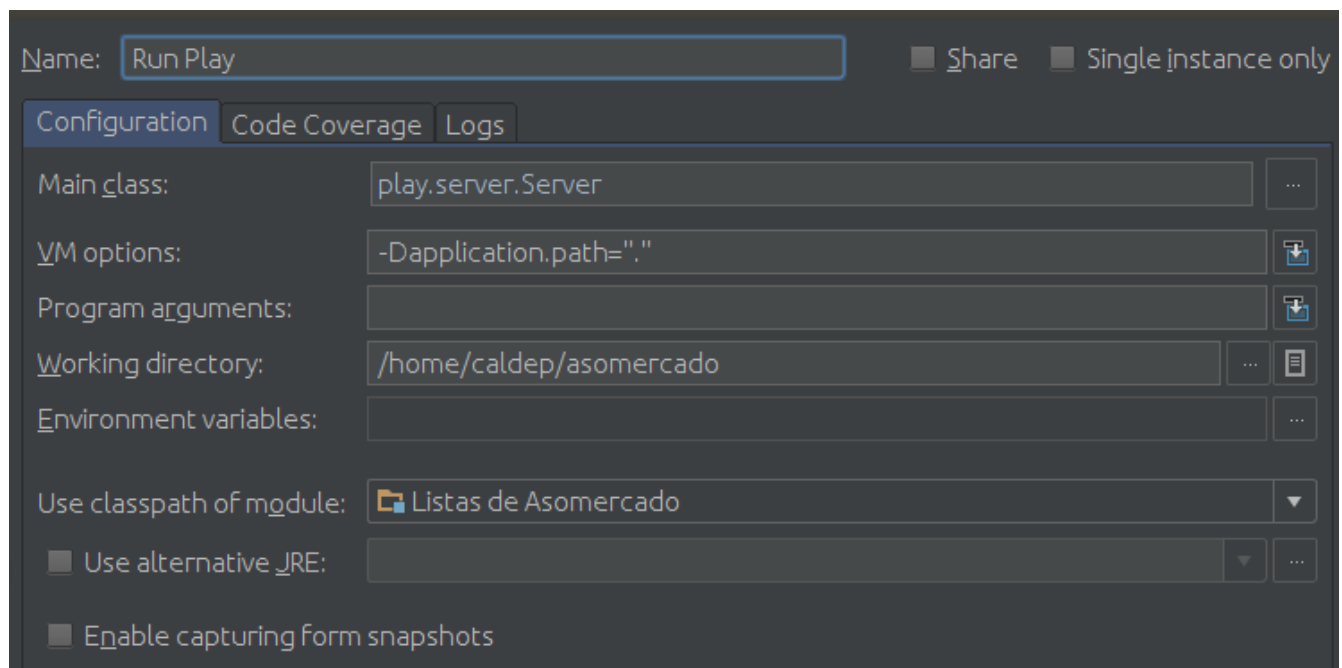 Name: Run Play Share Single instance only
Configuration Code Coverage Logs
Main class: play.server.Server ...
VM options: -Dapplication.path="."
Program arguments:
Working directory: /home/caldep/asomercado ...
Environment variables: ...
Use classpath of module: Listas de Asomercado
Use alternative JRE: ...
Enable capturing form snapshots